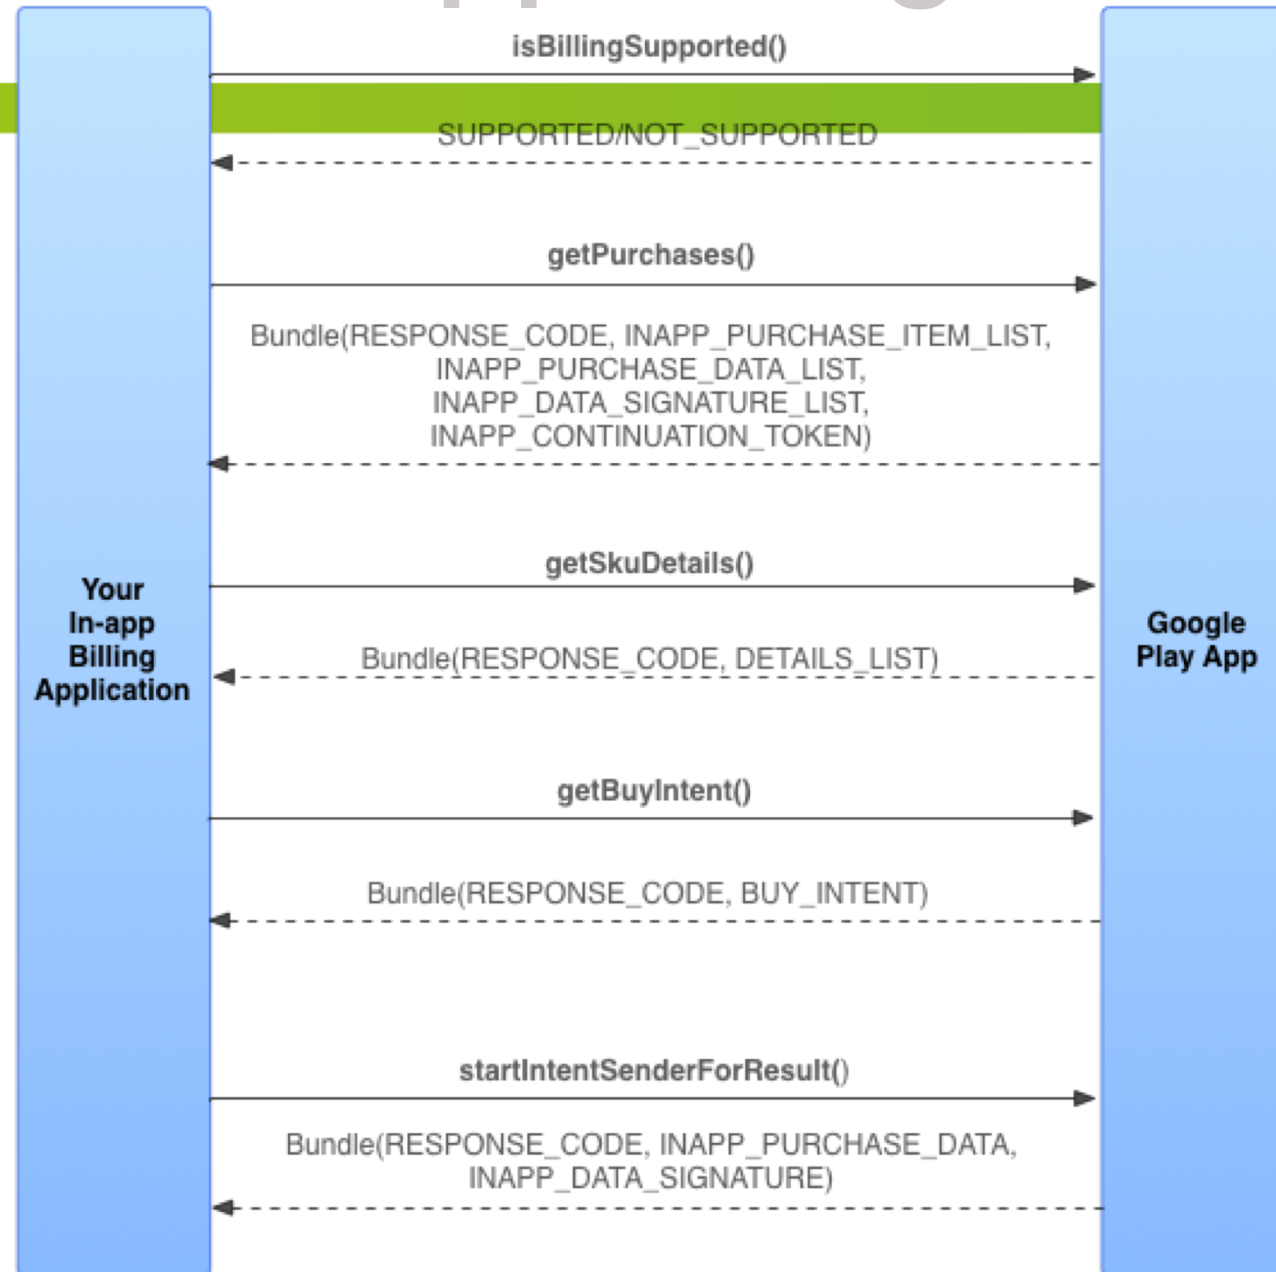 isBillingSupported()
SUPPORTED/NOT_SUPPORTED
getPurchases()
Bundle(RESPONSE_CODE, INAPP_PURCHASE_ITEM_LIST,
INAPP_PURCHASE_DATA_LIST,
INAPP_DATA_SIGNATURE_LIST,
INAPP_CONTINUATION_TOKEN)
getSkuDetails()
Your
In-app
Billing
Application
Google
Play App
Bundle(RESPONSE_CODE, DETAILS_LIST)
getBuyIntent()
Bundle(RESPONSE_CODE, BUY_INTENT)
startIntentSenderForResult()
Bundle(RESPONSE_CODE, INAPP_PURCHASE_DATA,
INAPP_DATA_SIGNATURE)